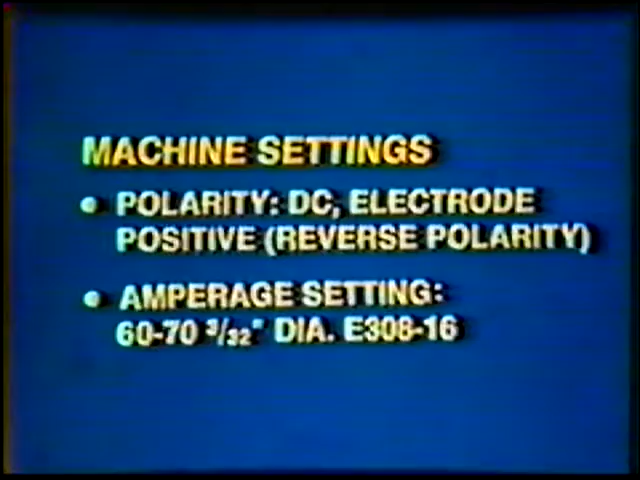 MACHINE SETTINGS
• POLARITY: DC, ELECTRODE
POSITIVE (REVERSE POLARITY)
• AMPERAGE SETTING:
60-70 3/32" DIA. E308-16